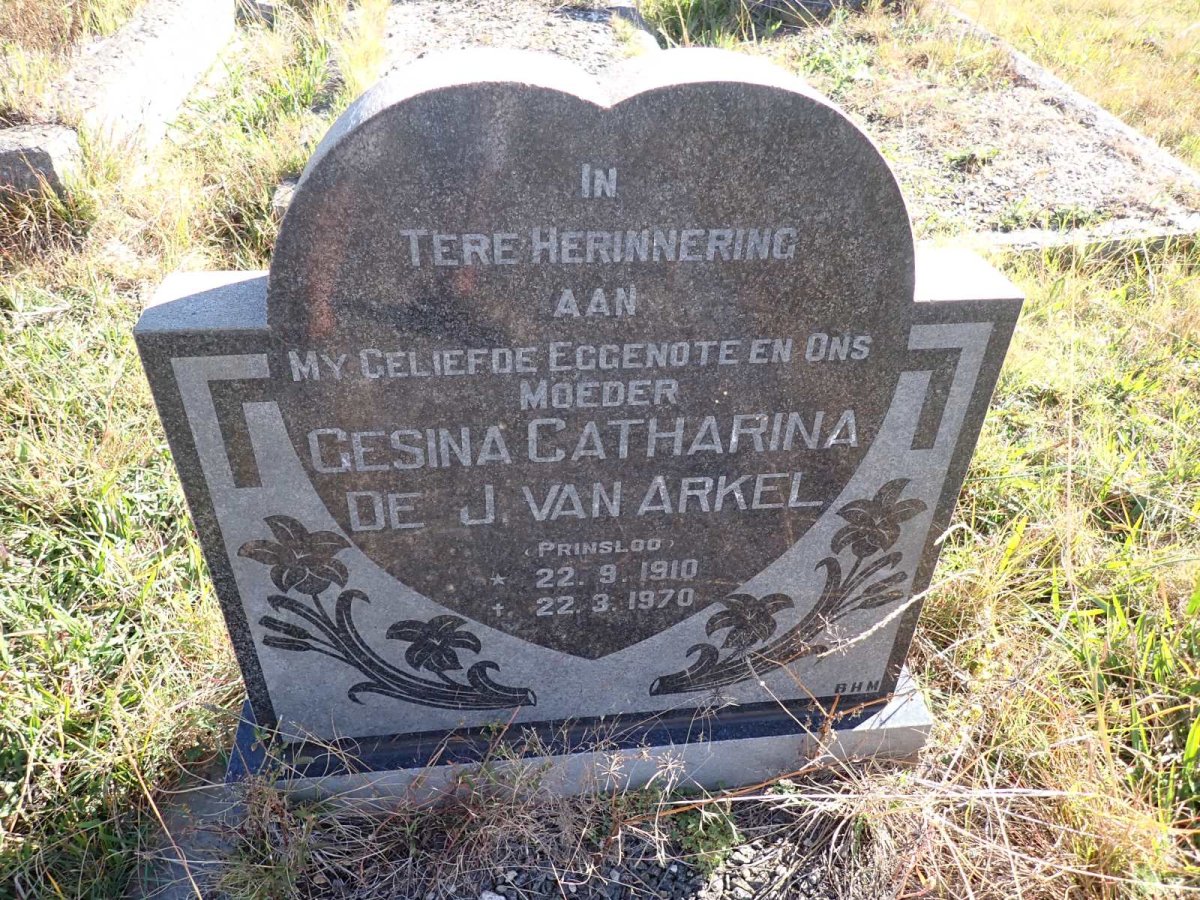 IN
TERE HERINNERING
AAN
MY GELIEFDE EGGENOTE EN ONS
MOEDER
GESINA CATHARINA
DE J. VAN ARKEL
(PRINSLOO)
* 22. 9. 1910
† 22. 3. 1970
BHM